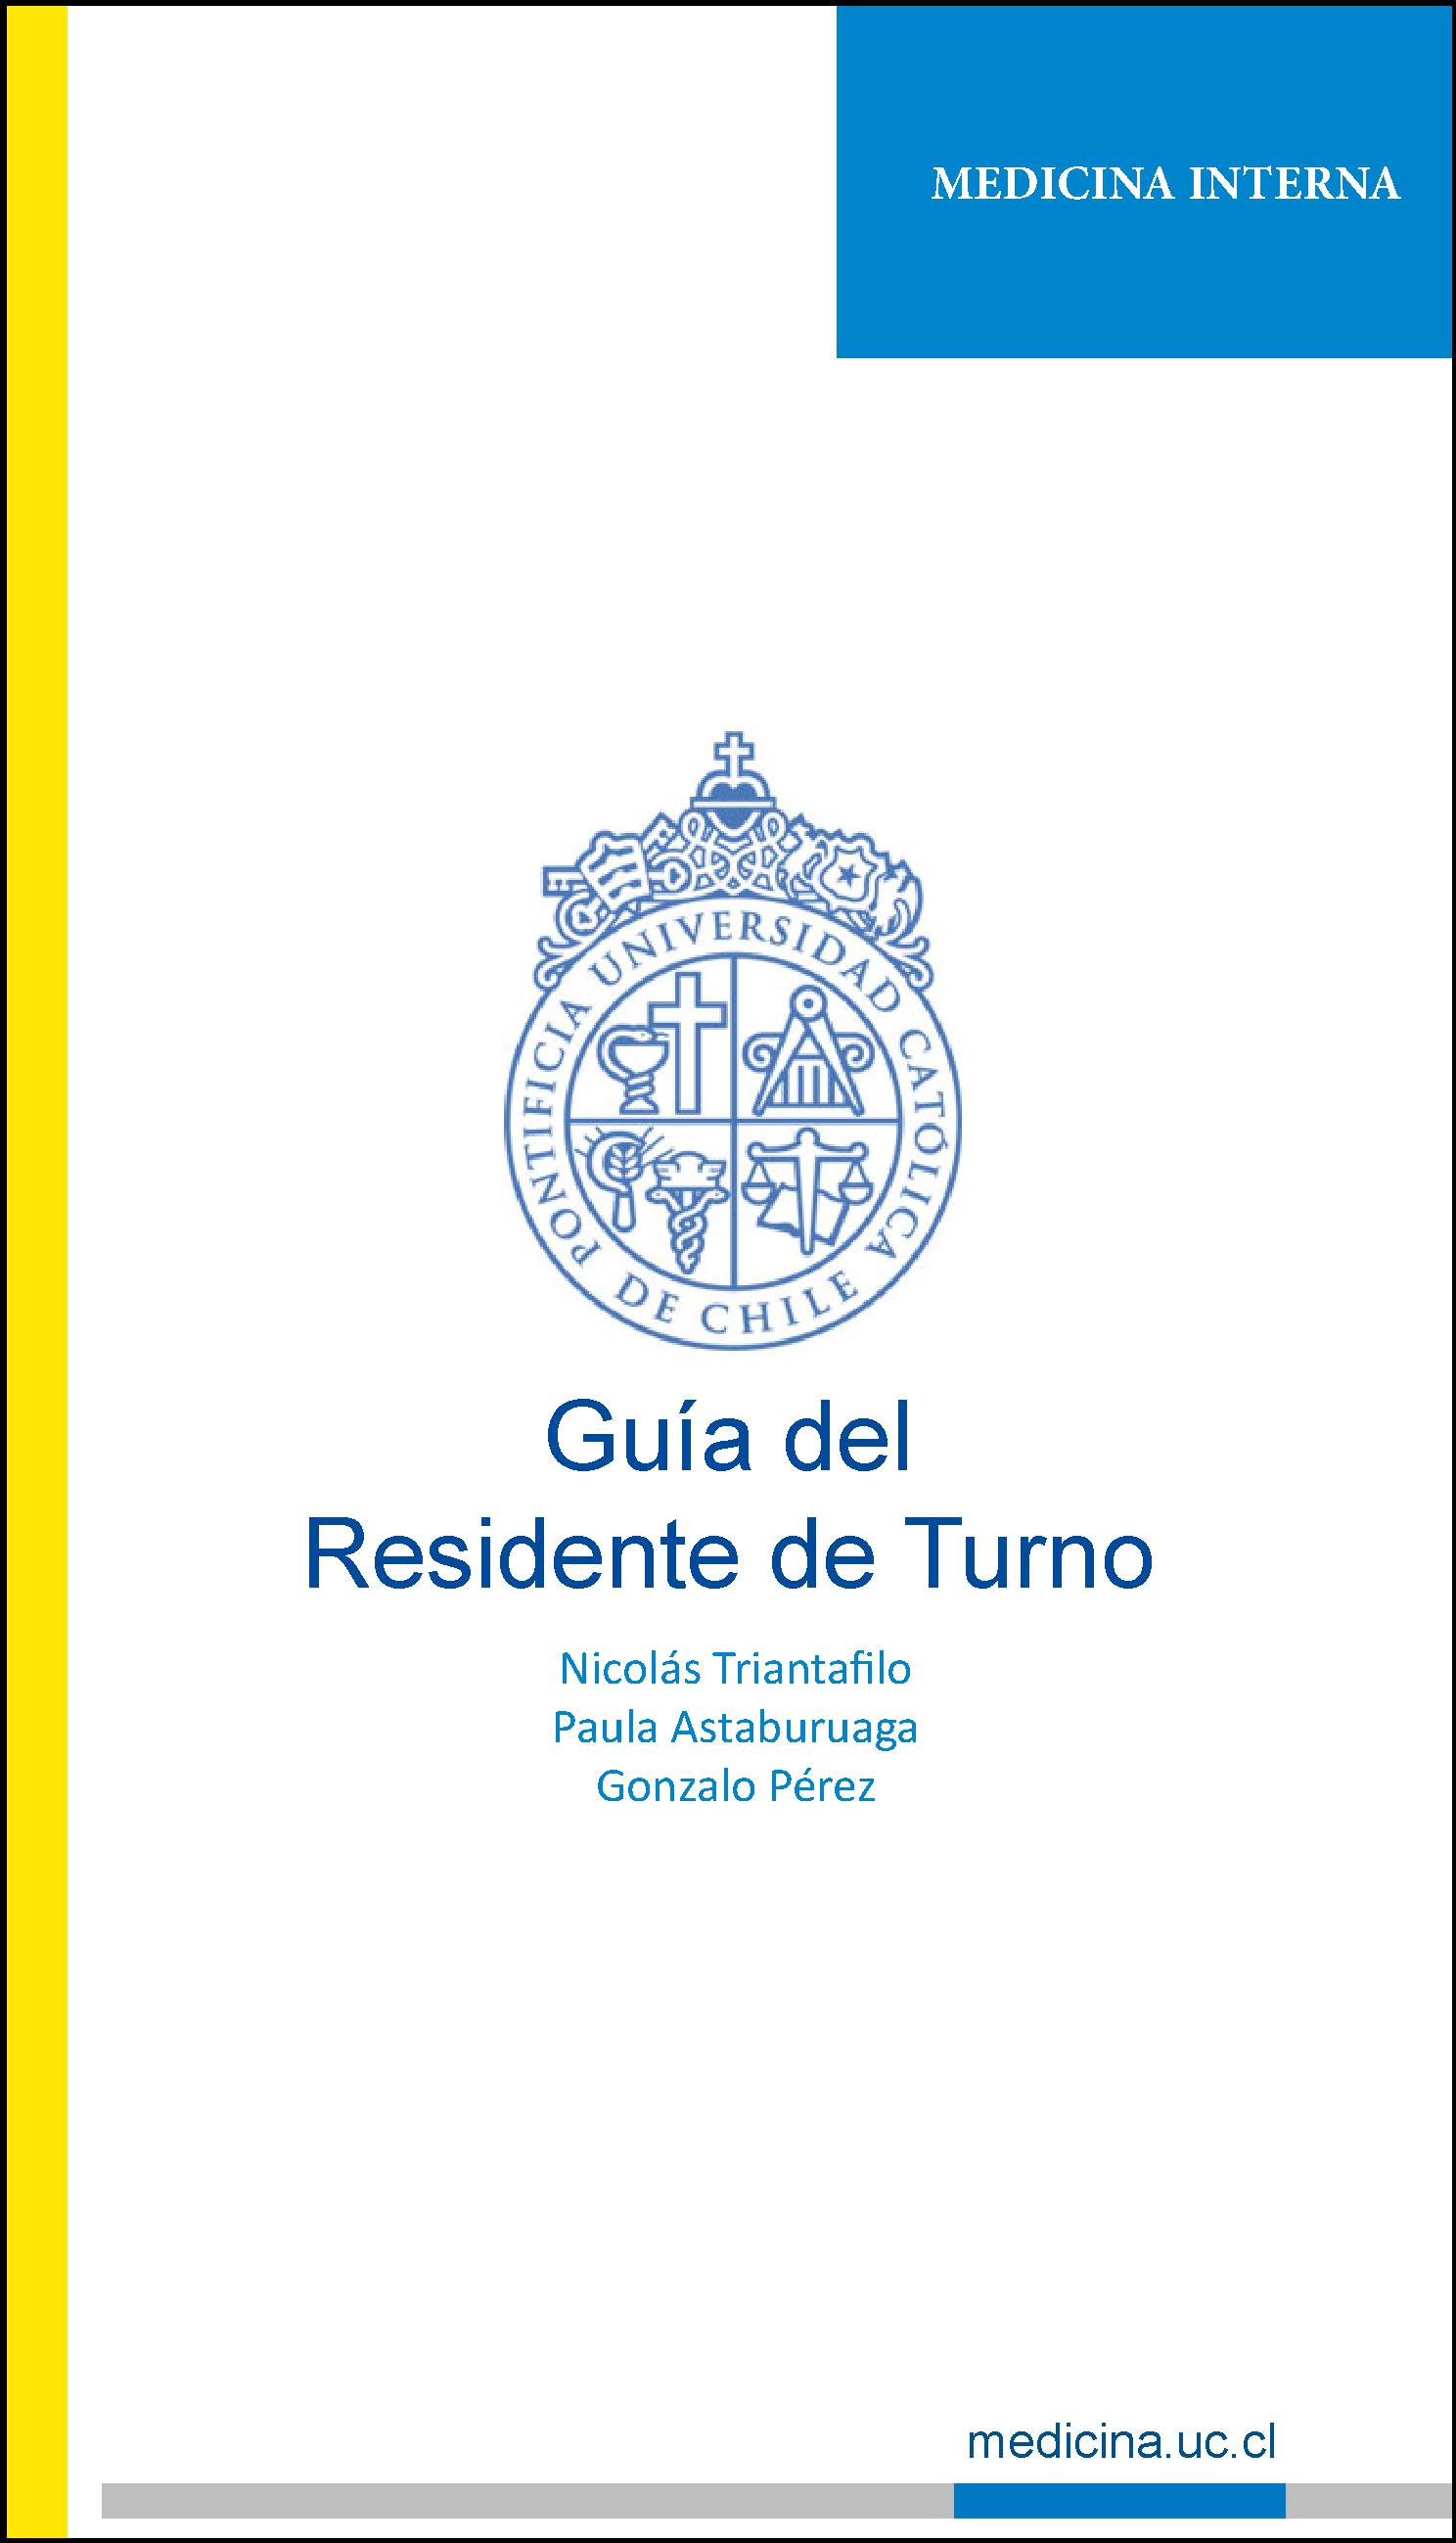 MEDICINA INTERNA
PONTIFICIA UNIVERSIDAD CATÓLICA
DE CHILE
Guía del
Residente de Turno
Nicolás Triantafilo
Paula Astaburuaga
Gonzalo Pérez
medicina.uc.cl